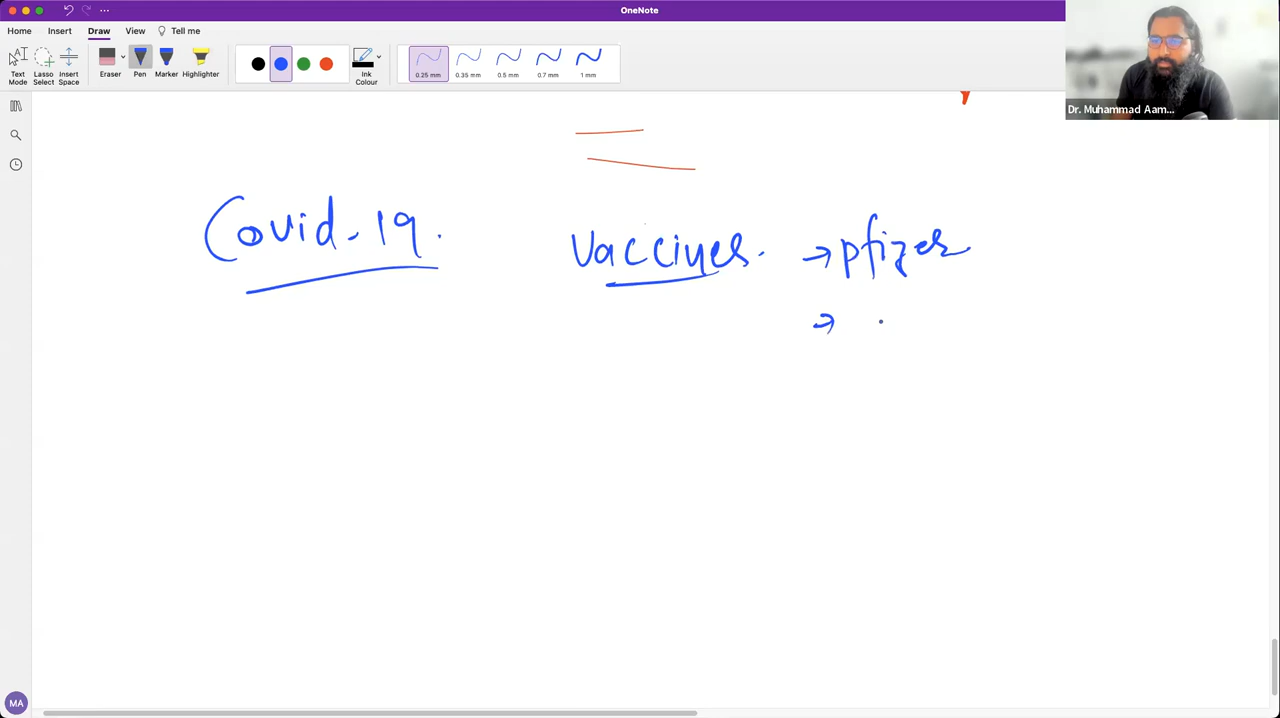 OneNote
Home Insert Draw View Tell me
Text Mode
Lasso Select
Insert Space
Eraser
Pen
Marker
Highlighter
Ink Colour
0.25 mm
0.35 mm
0.5 mm
0.7 mm
1 mm
Dr. Muhammad Aam...
Covid-19. Vaccines. → pfizer
→
MA